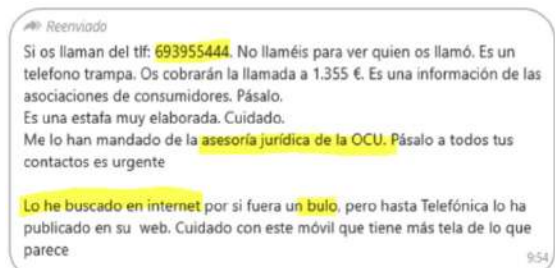 Reenviado
Si os llaman del tlf: 693955444. No llaméis para ver quien os llamó. Es un
telefono trampa. Os cobrarán la llamada a 1.355 €. Es una información de las
asociaciones de consumidores. Pásalo.
Es una estafa muy elaborada. Cuidado.
Me lo han mandado de la asesoría jurídica de la OCU. Pásalo a todos tus
contactos es urgente
Lo he buscado en internet por si fuera un bulo, pero hasta Telefónica lo ha
publicado en su web. Cuidado con este móvil que tiene más tela de lo que
parece
9:54